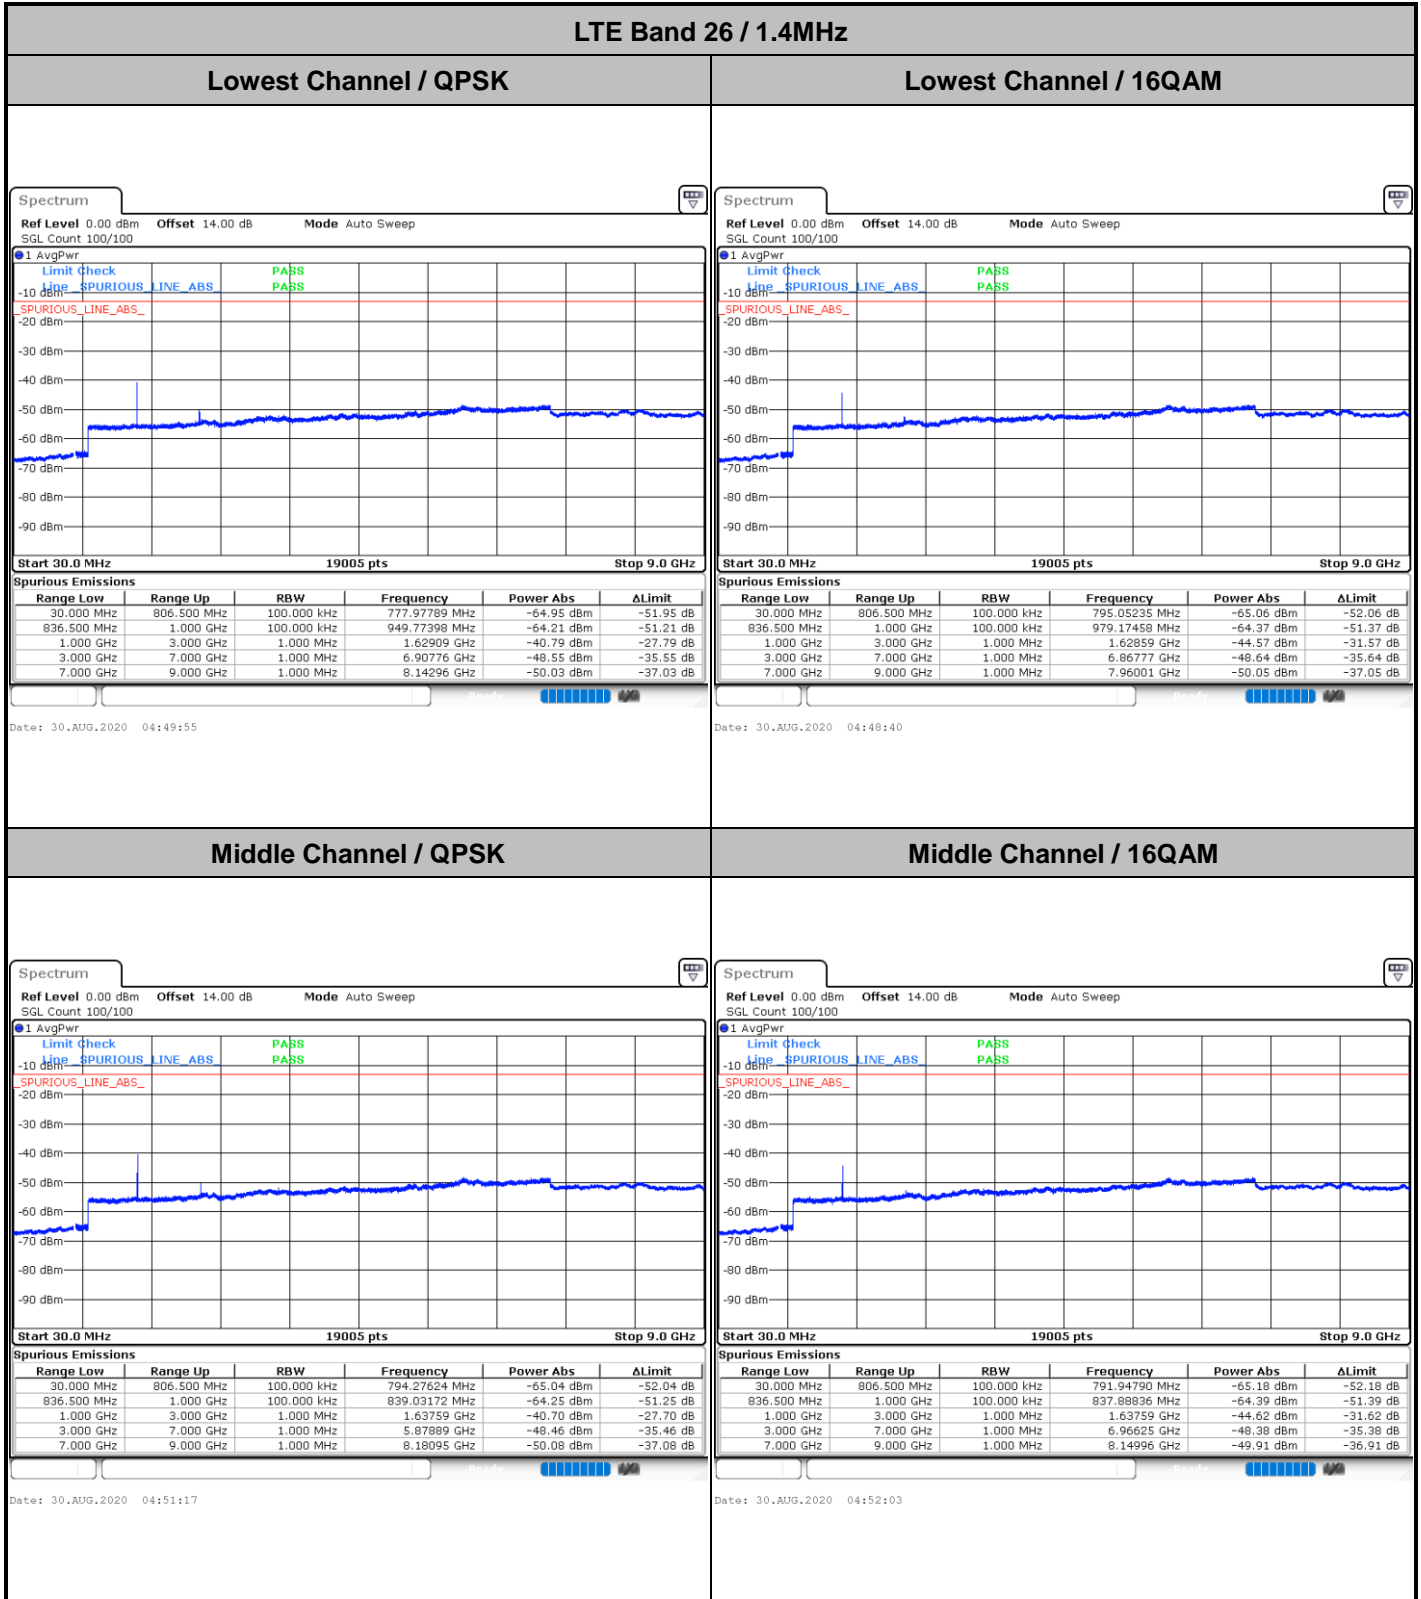 LTE Band 26 / 1.4MHz
Lowest Channel / QPSK
Lowest Channel / 16QAM
Spectrum
Ref Level 0.00 dBm Offset 14.00 dB Mode Auto Sweep
SGL Count 100/100
1 AvgPwr
Limit Check PASS
Line _SPURIOUS_LINE_ABS_ PASS
-10 dBm
_SPURIOUS_LINE_ABS_
-20 dBm
-30 dBm
-40 dBm
-50 dBm
-60 dBm
-70 dBm
-80 dBm
-90 dBm
Start 30.0 MHz 19005 pts Stop 9.0 GHz
Spurious Emissions
Range Low Range Up RBW Frequency Power Abs ΔLimit
30.000 MHz 806.500 MHz 100.000 kHz 777.97789 MHz -64.95 dBm -51.95 dB
836.500 MHz 1.000 GHz 100.000 kHz 949.77398 MHz -64.21 dBm -51.21 dB
1.000 GHz 3.000 GHz 1.000 MHz 1.62909 GHz -40.79 dBm -27.79 dB
3.000 GHz 7.000 GHz 1.000 MHz 6.90776 GHz -48.55 dBm -35.55 dB
7.000 GHz 9.000 GHz 1.000 MHz 8.14296 GHz -50.03 dBm -37.03 dB
Ready
Date: 30.AUG.2020 04:49:55
Spectrum
Ref Level 0.00 dBm Offset 14.00 dB Mode Auto Sweep
SGL Count 100/100
1 AvgPwr
Limit Check PASS
Line _SPURIOUS_LINE_ABS_ PASS
-10 dBm
_SPURIOUS_LINE_ABS_
-20 dBm
-30 dBm
-40 dBm
-50 dBm
-60 dBm
-70 dBm
-80 dBm
-90 dBm
Start 30.0 MHz 19005 pts Stop 9.0 GHz
Spurious Emissions
Range Low Range Up RBW Frequency Power Abs ΔLimit
30.000 MHz 806.500 MHz 100.000 kHz 795.05235 MHz -65.06 dBm -52.06 dB
836.500 MHz 1.000 GHz 100.000 kHz 979.17458 MHz -64.37 dBm -51.37 dB
1.000 GHz 3.000 GHz 1.000 MHz 1.62859 GHz -44.57 dBm -31.57 dB
3.000 GHz 7.000 GHz 1.000 MHz 6.86777 GHz -48.64 dBm -35.64 dB
7.000 GHz 9.000 GHz 1.000 MHz 7.96001 GHz -50.05 dBm -37.05 dB
Ready
Date: 30.AUG.2020 04:48:40
Middle Channel / QPSK
Middle Channel / 16QAM
Spectrum
Ref Level 0.00 dBm Offset 14.00 dB Mode Auto Sweep
SGL Count 100/100
1 AvgPwr
Limit Check PASS
Line _SPURIOUS_LINE_ABS_ PASS
-10 dBm
_SPURIOUS_LINE_ABS_
-20 dBm
-30 dBm
-40 dBm
-50 dBm
-60 dBm
-70 dBm
-80 dBm
-90 dBm
Start 30.0 MHz 19005 pts Stop 9.0 GHz
Spurious Emissions
Range Low Range Up RBW Frequency Power Abs ΔLimit
30.000 MHz 806.500 MHz 100.000 kHz 794.27624 MHz -65.04 dBm -52.04 dB
836.500 MHz 1.000 GHz 100.000 kHz 839.03172 MHz -64.25 dBm -51.25 dB
1.000 GHz 3.000 GHz 1.000 MHz 1.63759 GHz -40.70 dBm -27.70 dB
3.000 GHz 7.000 GHz 1.000 MHz 5.87889 GHz -48.46 dBm -35.46 dB
7.000 GHz 9.000 GHz 1.000 MHz 8.18095 GHz -50.08 dBm -37.08 dB
Ready
Date: 30.AUG.2020 04:51:17
Spectrum
Ref Level 0.00 dBm Offset 14.00 dB Mode Auto Sweep
SGL Count 100/100
1 AvgPwr
Limit Check PASS
Line _SPURIOUS_LINE_ABS_ PASS
-10 dBm
_SPURIOUS_LINE_ABS_
-20 dBm
-30 dBm
-40 dBm
-50 dBm
-60 dBm
-70 dBm
-80 dBm
-90 dBm
Start 30.0 MHz 19005 pts Stop 9.0 GHz
Spurious Emissions
Range Low Range Up RBW Frequency Power Abs ΔLimit
30.000 MHz 806.500 MHz 100.000 kHz 791.94790 MHz -65.18 dBm -52.18 dB
836.500 MHz 1.000 GHz 100.000 kHz 837.88836 MHz -64.39 dBm -51.39 dB
1.000 GHz 3.000 GHz 1.000 MHz 1.63759 GHz -44.62 dBm -31.62 dB
3.000 GHz 7.000 GHz 1.000 MHz 6.96625 GHz -48.38 dBm -35.38 dB
7.000 GHz 9.000 GHz 1.000 MHz 8.14996 GHz -49.91 dBm -36.91 dB
Ready
Date: 30.AUG.2020 04:52:03